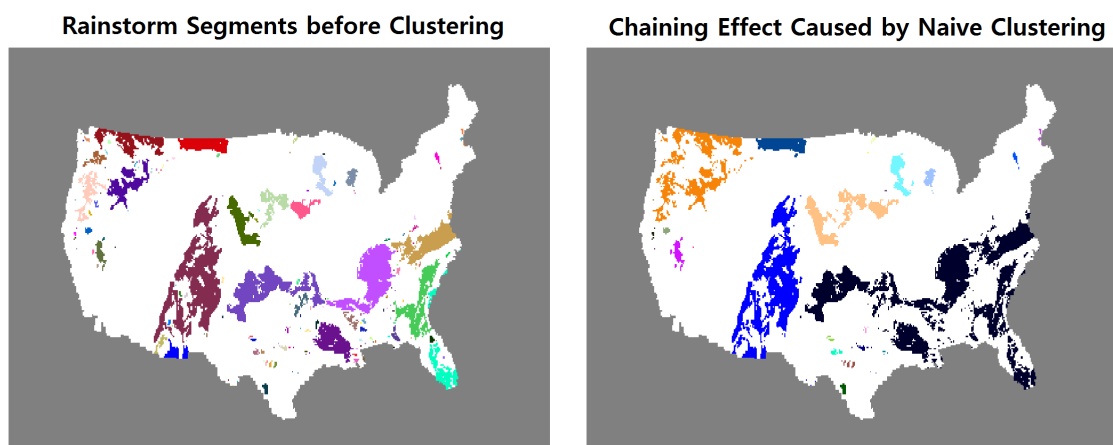 Rainstorm Segments before Clustering
Chaining Effect Caused by Naive Clustering